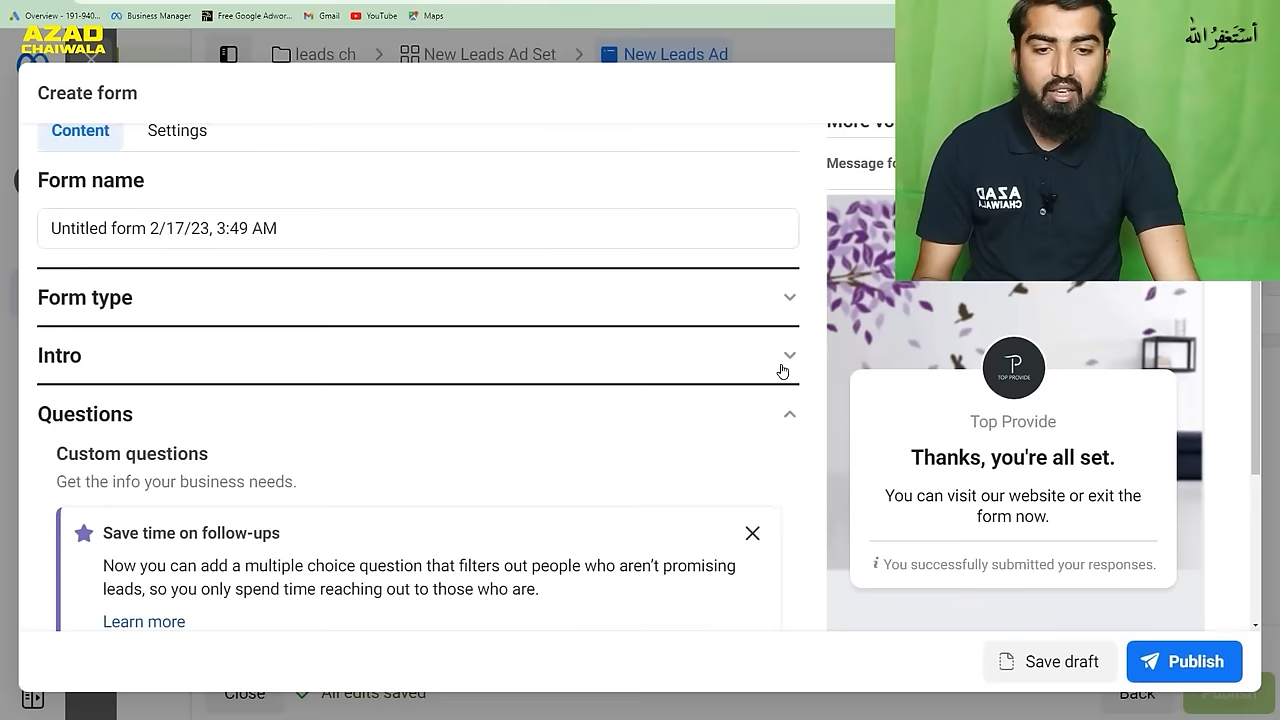 Overview - 191-940...
Business Manager
Free Google Adwor...
Gmail
YouTube
Maps
AZAD
CHAIWALA
أستغفر الله
leads ch
New Leads Ad Set
New Leads Ad
Create form
Content
Settings
Form name
Untitled form 2/17/23, 3:49 AM
Form type
Intro
Questions
Custom questions
Get the info your business needs.
Save time on follow-ups
Now you can add a multiple choice question that filters out people who aren’t promising
leads, so you only spend time reaching out to those who are.
Learn more
Message fo
AZAD
CHAIWALA
TOP PROVIDE
Top Provide
Thanks, you're all set.
You can visit our website or exit the
form now.
You successfully submitted your responses.
Save draft
Publish
Close
All edits saved
Back
Publish